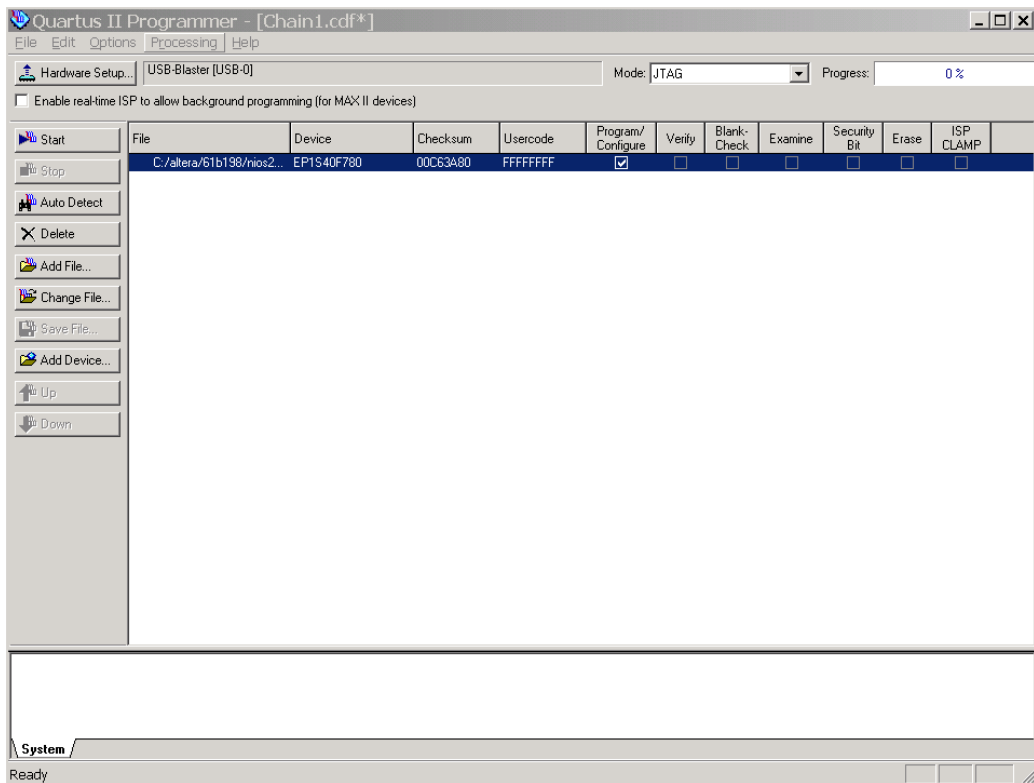 Quartus II Programmer - [Chain1.cdf*]
File Edit Options Processing Help
Hardware Setup... USB-Blaster [USB-0] Mode: JTAG Progress: 0 %
Enable real-time ISP to allow background programming (for MAX II devices)
Start
Stop
Auto Detect
Delete
Add File...
Change File...
Save File...
Add Device...
Up
Down
File Device Checksum Usercode Program/ Configure Verify Blank- Check Examine Security Bit Erase ISP CLAMP
C:/altera/61b198/nios2... EP1S40F780 00C63A80 FFFFFFFF
System
Ready